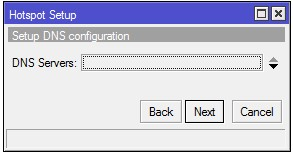 Hotspot Setup
Setup DNS configuration
DNS Servers:
Back Next Cancel